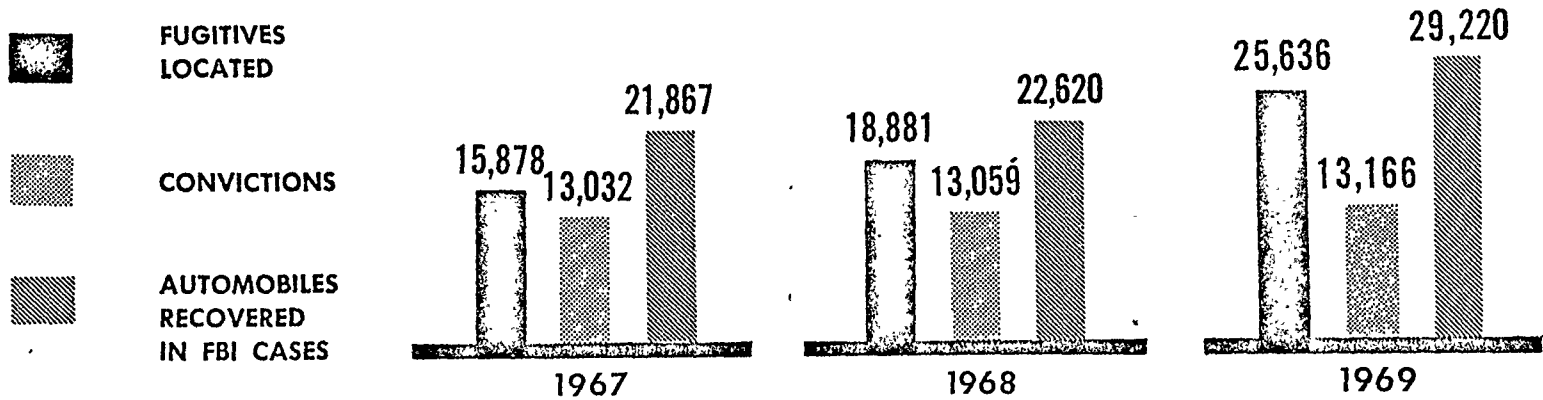 FUGITIVES
LOCATED
CONVICTIONS
AUTOMOBILES
RECOVERED
IN FBI CASES
15,878
13,032
21,867
1967
18,881
13,059
22,620
1968
25,636
13,166
29,220
1969